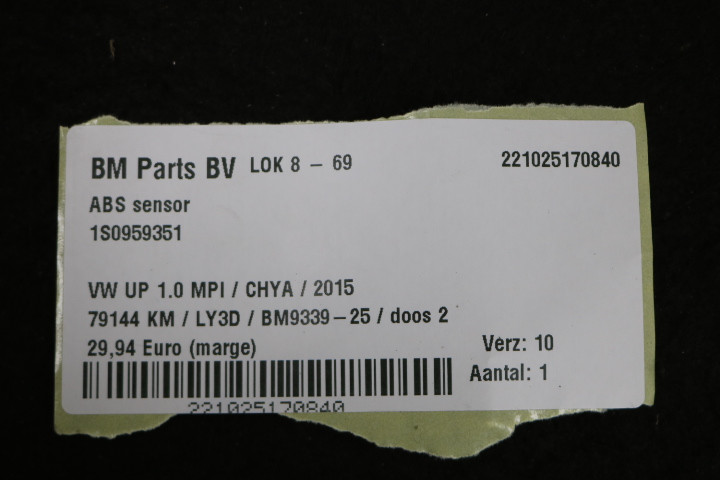 BM Parts BV LOK 8 - 69 221025170840
ABS sensor
1S0959351
VW UP 1.0 MPI / CHYA / 2015
79144 KM / LY3D / BM9339-25 / doos 2
29,94 Euro (marge) Verz: 10
Aantal: 1
221025170840